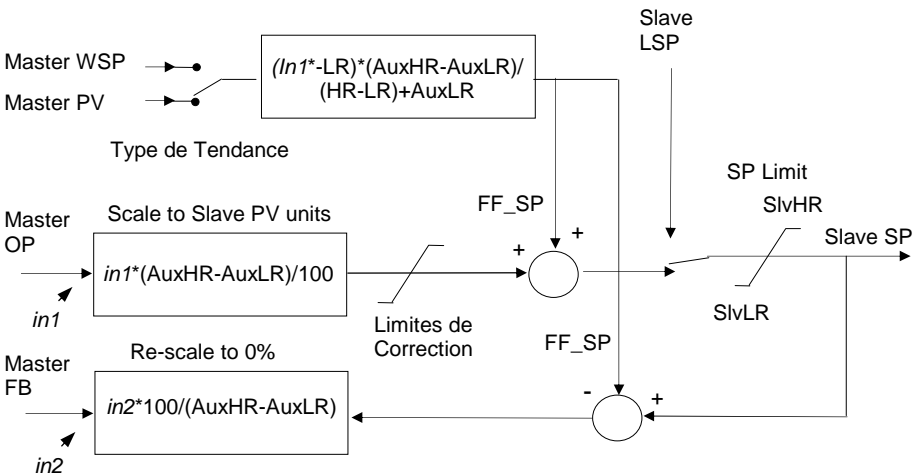 Slave
LSP
Master WSP
Master PV
(In1*-LR)*(AuxHR-AuxLR)/
(HR-LR)+AuxLR
Type de Tendance
SP Limit
FF_SP
SlvHR
Master
OP
Scale to Slave PV units
Slave SP
+
+
in1*(AuxHR-AuxLR)/100
in1
SlvLR
Limites de
Correction
FF_SP
Re-scale to 0%
Master
FB
-
+
in2*100/(AuxHR-AuxLR)
in2